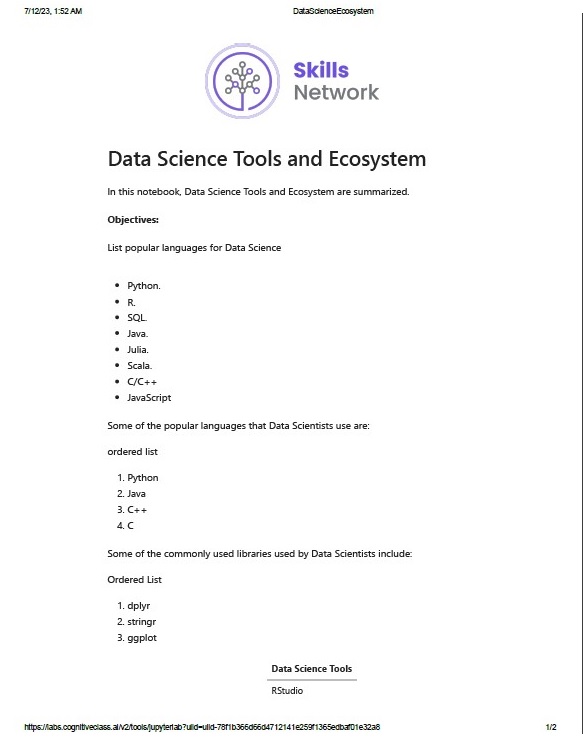 7/12/23, 1:52 AM DataScienceEcosystem
Skills
Network
Data Science Tools and Ecosystem
In this notebook, Data Science Tools and Ecosystem are summarized.
Objectives:
List popular languages for Data Science
• Python.
• R.
• SQL.
• Java.
• Julia.
• Scala.
• C/C++
• JavaScript
Some of the popular languages that Data Scientists use are:
ordered list
1. Python
2. Java
3. C++
4. C
Some of the commonly used libraries used by Data Scientists include:
Ordered List
1. dplyr
2. stringr
3. ggplot
Data Science Tools
RStudio
https://labs.cognitiveclass.ai/v2/tools/jupyterlab?ulid=ulid-78f1b366d66d4712141e259f1365edbaf01e32a8 1/2